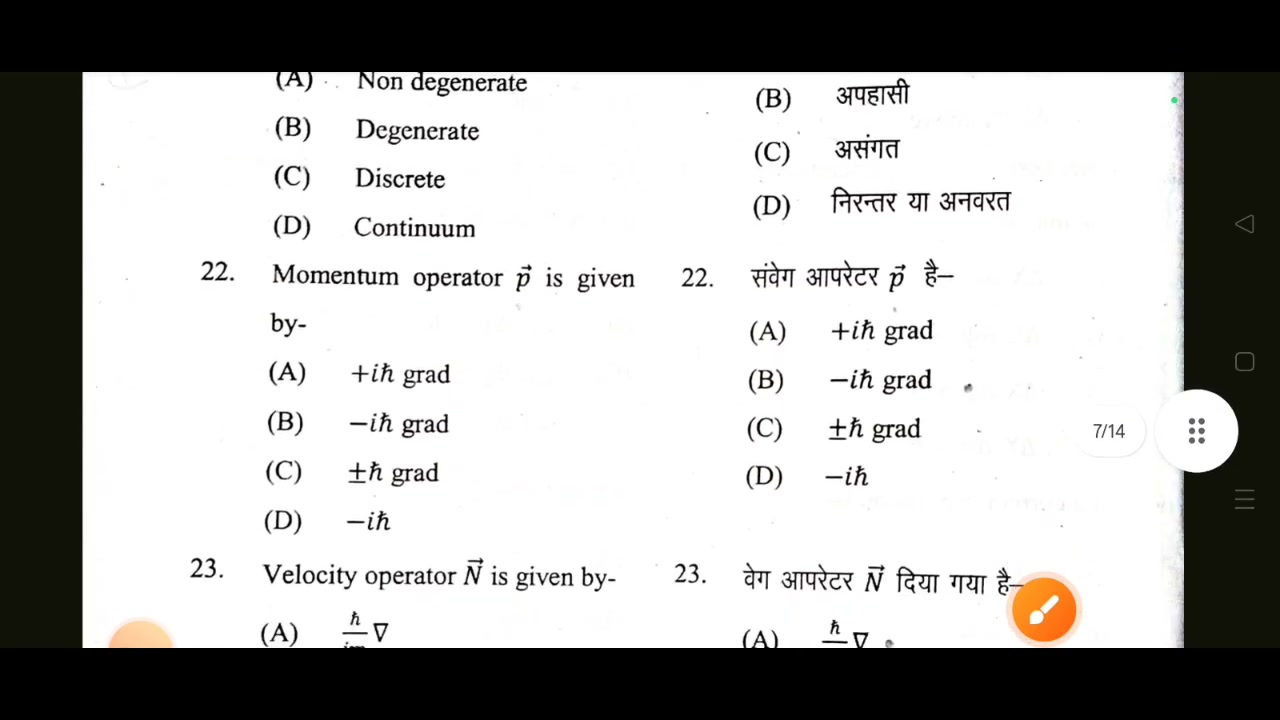 (A) Non degenerate
(B) Degenerate
(C) Discrete
(D) Continuum
22. Momentum operator p⃗ is given
by-
(A) +iℏ grad
(B) −iℏ grad
(C) ±ℏ grad
(D) −iℏ
23. Velocity operator N⃗ is given by-
(A) ℏ/im ∇
(B) अपहासी
(C) असंगत
(D) निरन्तर या अनवरत
22. संवेग आपरेटर p⃗ है–
(A) +iℏ grad
(B) −iℏ grad
(C) ±ℏ grad
(D) −iℏ
23. वेग आपरेटर N⃗ दिया गया है–
(A) ℏ ∇
7/14